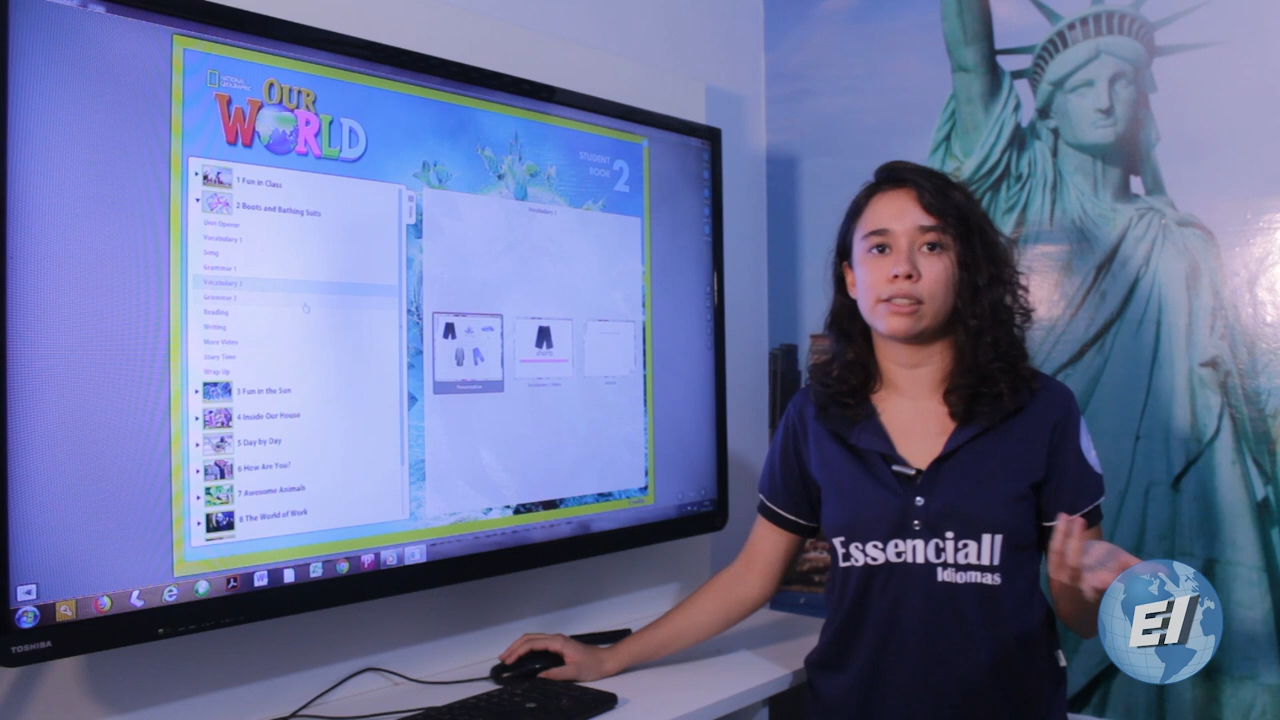 NATIONAL
GEOGRAPHIC
OUR
WORLD
STUDENT
BOOK 2
1 Fun in Class
2 Boots and Bathing Suits
Unit Opener
Vocabulary 1
Song
Grammar 1
Vocabulary 2
Grammar 2
Reading
Writing
Story Time
Wrap Up
3 Fun in the Sun
4 Inside Our House
5 Day by Day
6 How Are You?
7 Awesome Animals
8 The World of Work
Vocabulary 2
shorts
TOSHIBA
Essenciall
Idiomas
EI